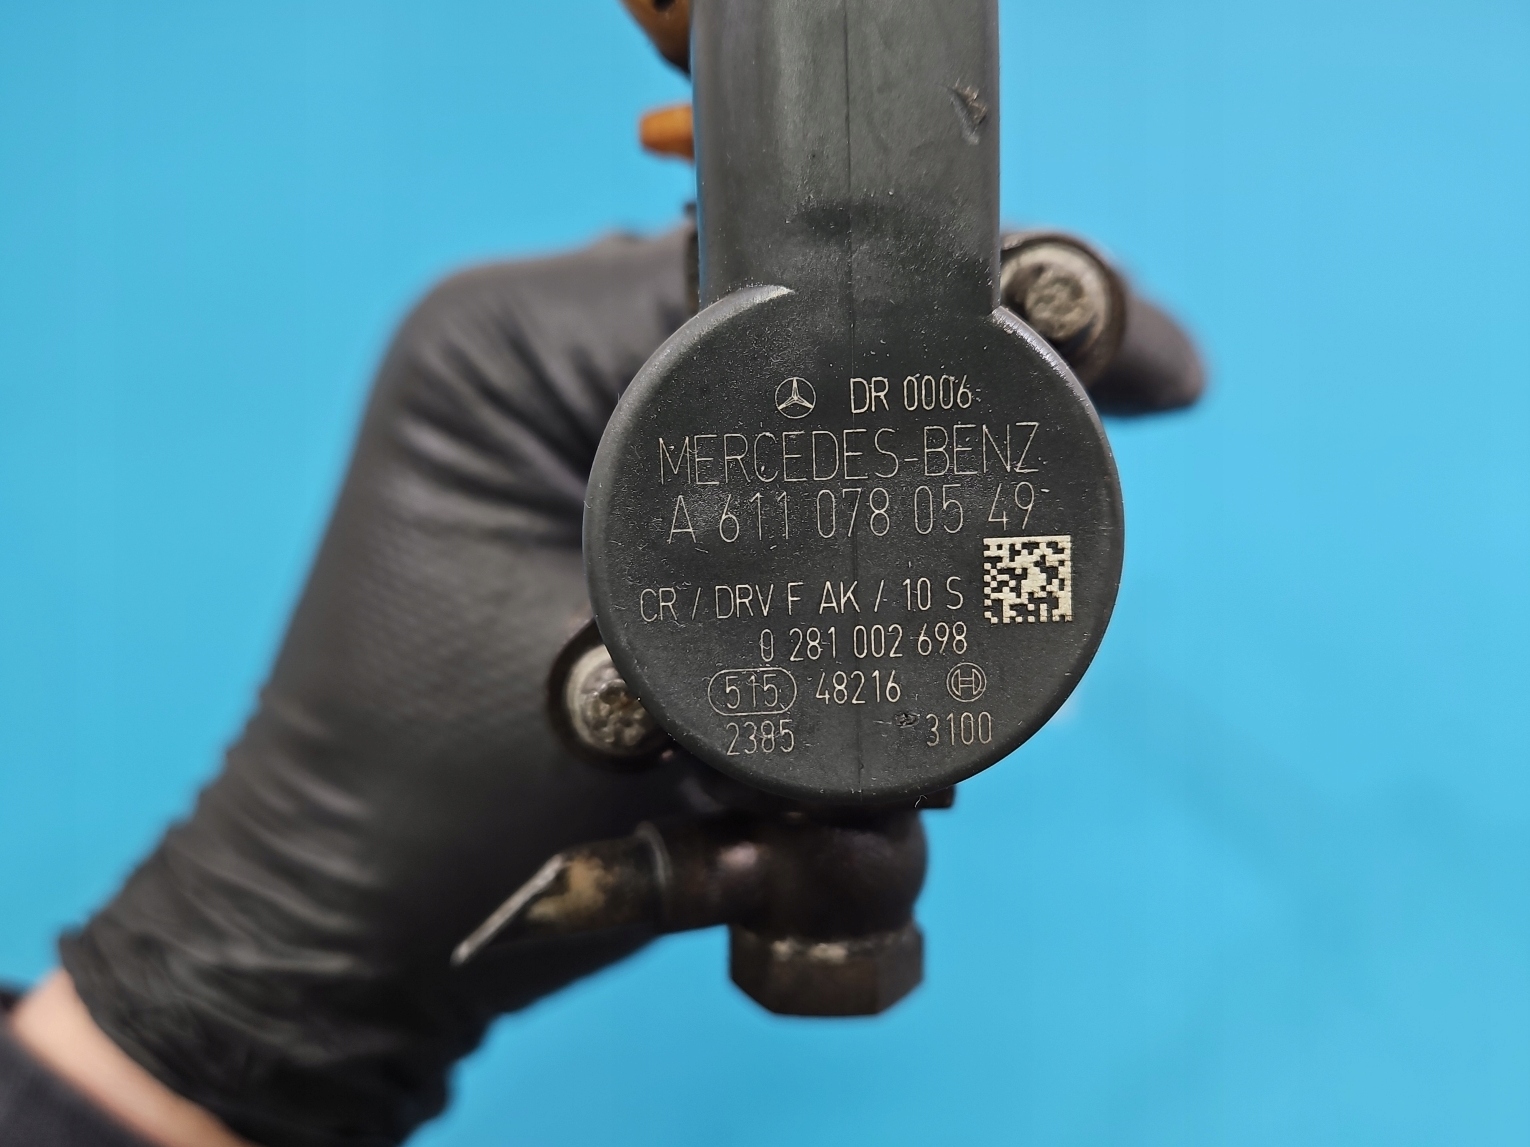 DR 0006
MERCEDES-BENZ
A 611 078 05 49
CR / DRV F AK / 10 S
0 281 002 698
515 48216
2385 3100